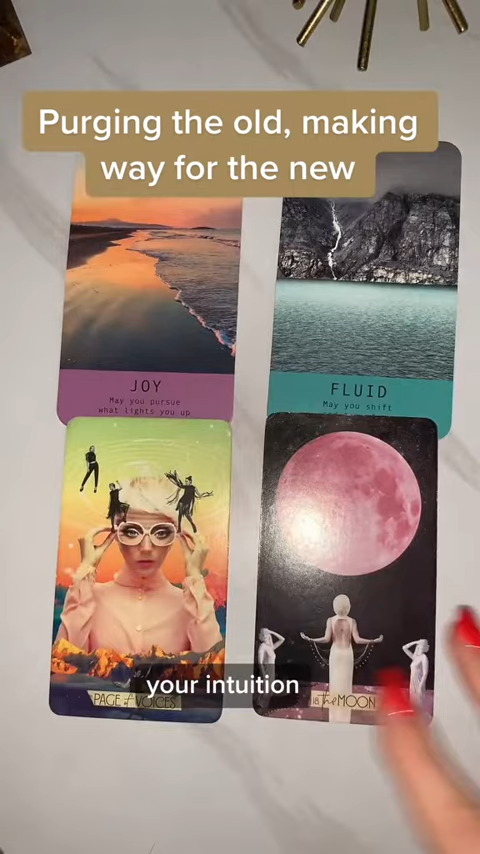 Purging the old, making
way for the new
JOY
May you pursue
what lights you up
FLUID
May you shift
PAGE of VOICES
your intuition
18 the MOON